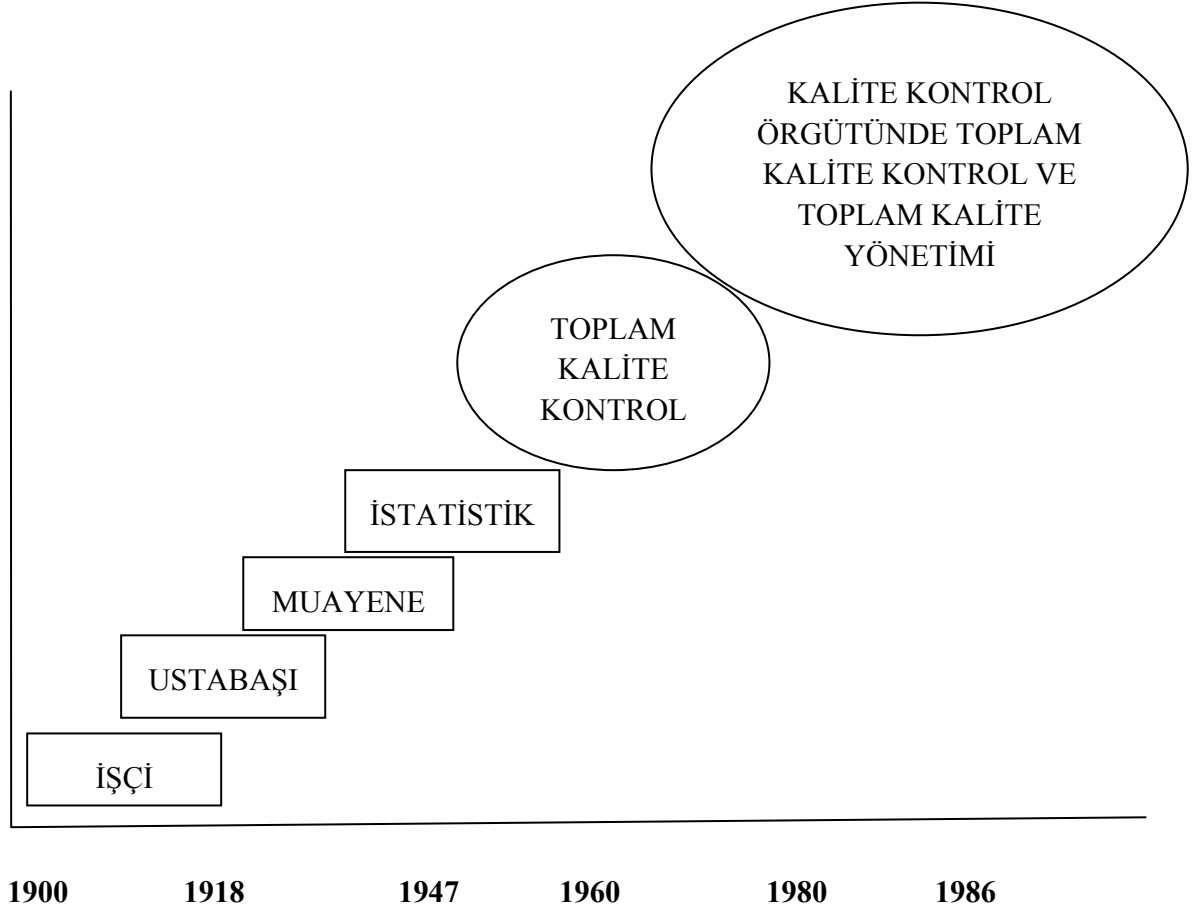 KALİTE KONTROL
ÖRGÜTÜNDE TOPLAM
KALİTE KONTROL VE
TOPLAM KALİTE
YÖNETİMİ
TOPLAM
KALİTE
KONTROL
İSTATİSTİK
MUAYENE
USTABAŞI
İŞÇİ
1900 1918 1947 1960 1980 1986